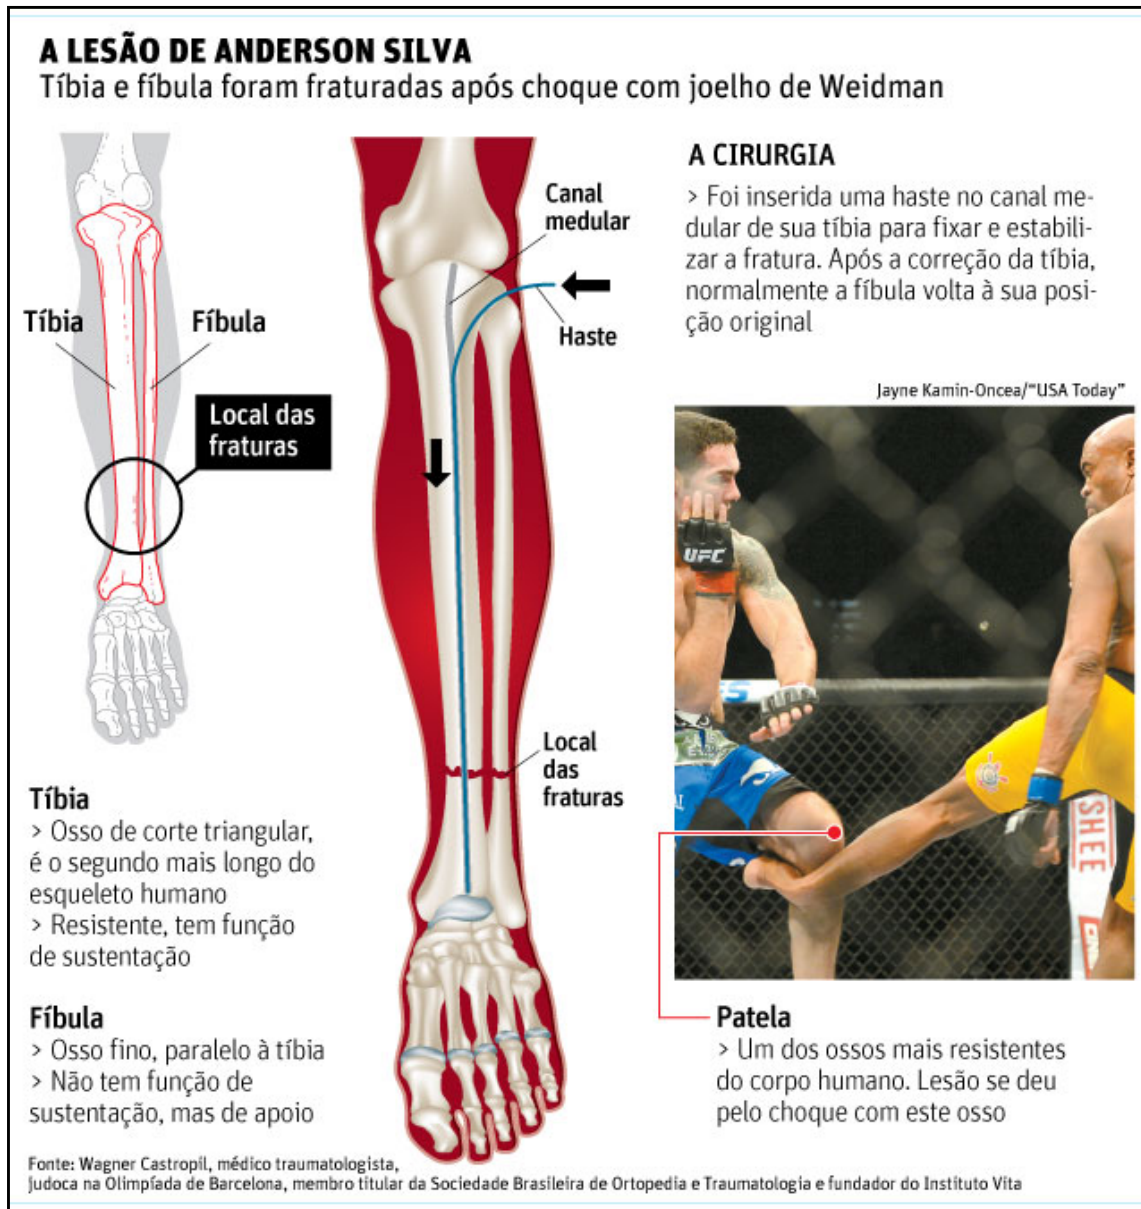 A LESÃO DE ANDERSON SILVA
Tíbia e fíbula foram fraturadas após choque com joelho de Weidman
Tíbia
Fíbula
Local das
fraturas
Canal
medular
Haste
Local
das
fraturas
A CIRURGIA
> Foi inserida uma haste no canal me-
dular de sua tíbia para fixar e estabili-
zar a fratura. Após a correção da tíbia,
normalmente a fíbula volta à sua posi-
ção original
Jayne Kamin-Oncea/“USA Today”
UFC
SHEE
Tíbia
> Osso de corte triangular,
é o segundo mais longo do
esqueleto humano
> Resistente, tem função
de sustentação
Fíbula
> Osso fino, paralelo à tíbia
> Não tem função de
sustentação, mas de apoio
Patela
> Um dos ossos mais resistentes
do corpo humano. Lesão se deu
pelo choque com este osso
Fonte: Wagner Castropil, médico traumatologista,
judoca na Olimpíada de Barcelona, membro titular da Sociedade Brasileira de Ortopedia e Traumatologia e fundador do Instituto Vita